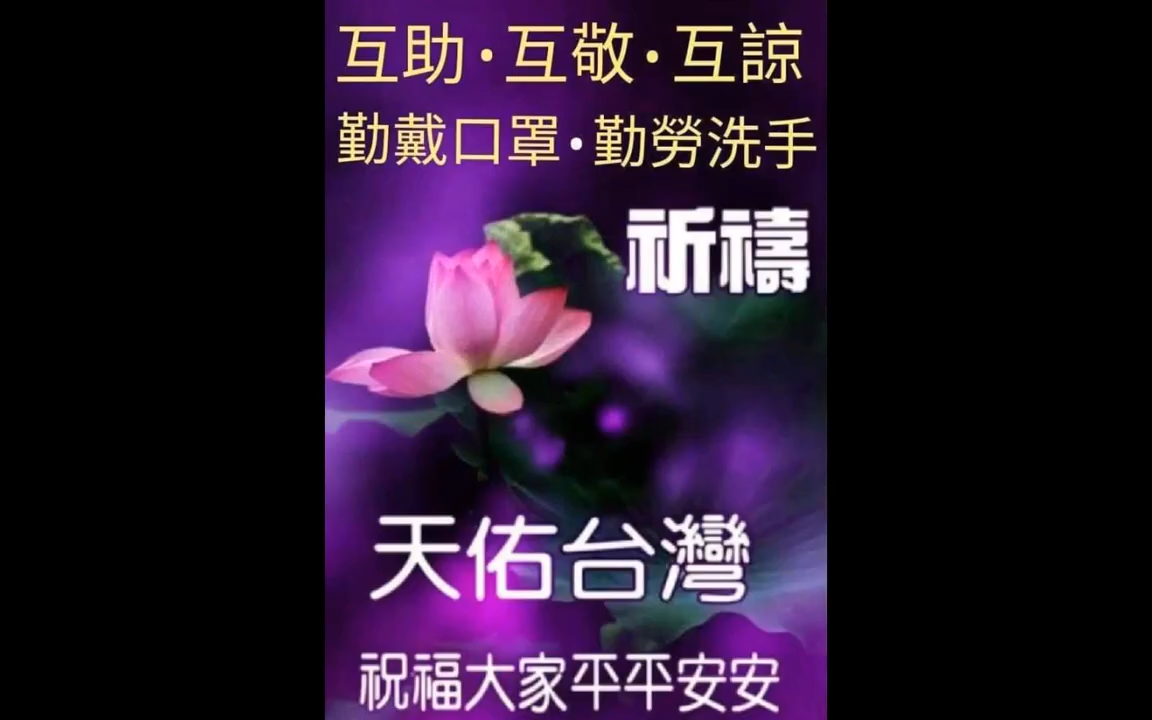 互助·互敬·互諒
勤戴口罩·勤勞洗手
祈禱
天佑台灣
祝福大家平平安安